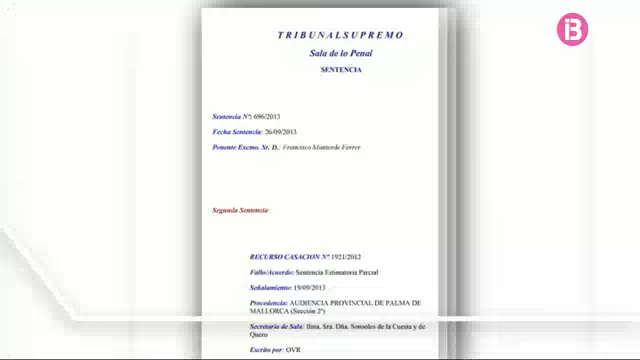 TRIBUNALSUPREMO
Sala de lo Penal
SENTENCIA
Sentencia Nº: 696/2013
Fecha Sentencia: 26/09/2013
Ponente Excmo. Sr. D.: Francisco Monterde Ferrer
Segunda Sentencia
RECURSO CASACION Nº:1921/2012
Fallo/Acuerdo: Sentencia Estimatoria Parcial
Señalamiento: 19/09/2013
Procedencia: AUDIENCIA PROVINCIAL DE PALMA DE
MALLORCA (Sección 2ª)
Secretaría de Sala: Ilma. Sra. Dña. Sonsoles de la Cuesta y de
Quero
Escrito por: OVR